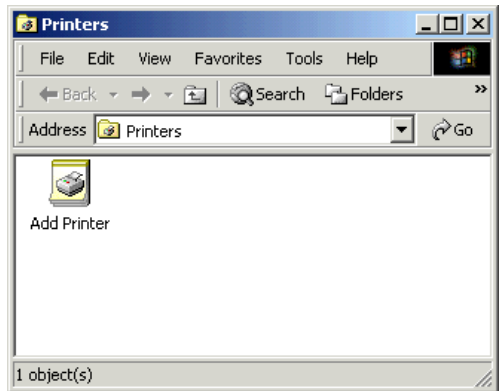 Printers
File Edit View Favorites Tools Help
Back Search Folders »
Address Printers Go
Add Printer
1 object(s)